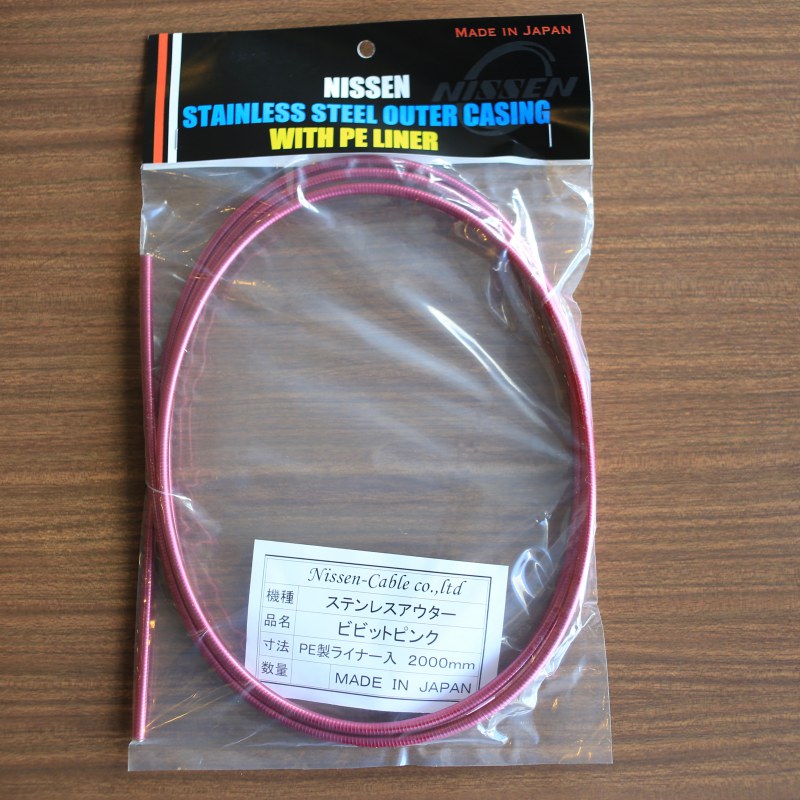 MADE IN JAPAN
NISSEN
NISSEN
STAINLESS STEEL OUTER CASING
WITH PE LINER
Nissen-Cable co.,ltd
機種 ステンレスアウター
品名 ビビットピンク
寸法 PE製ライナー入 2000mm
数量 MADE IN JAPAN